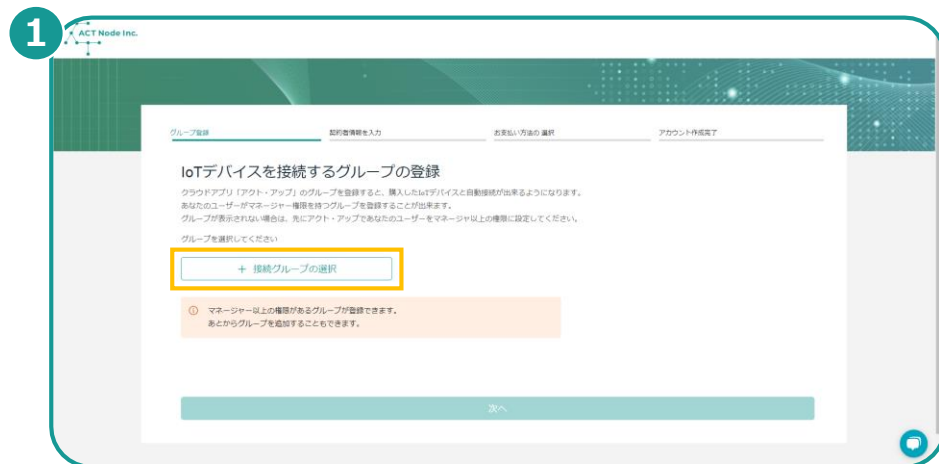 1
ACT Node Inc.
グループ登録
契約者情報を入力
お支払い方法の選択
アカウント作成完了
IoTデバイスを接続するグループの登録
クラウドアプリ「アクト・アップ」のグループを登録すると、購入したIoTデバイスと自動接続が出来るようになります。
あなたのユーザーがマネージャー権限を持つグループを登録することが出来ます。
グループが表示されない場合は、先にアクト・アップであなたのユーザーをマネージャ以上の権限に設定してください。
グループを選択してください
+ 接続グループの選択
マネージャー以上の権限があるグループが登録できます。
あとからグループを追加することもできます。
次へ